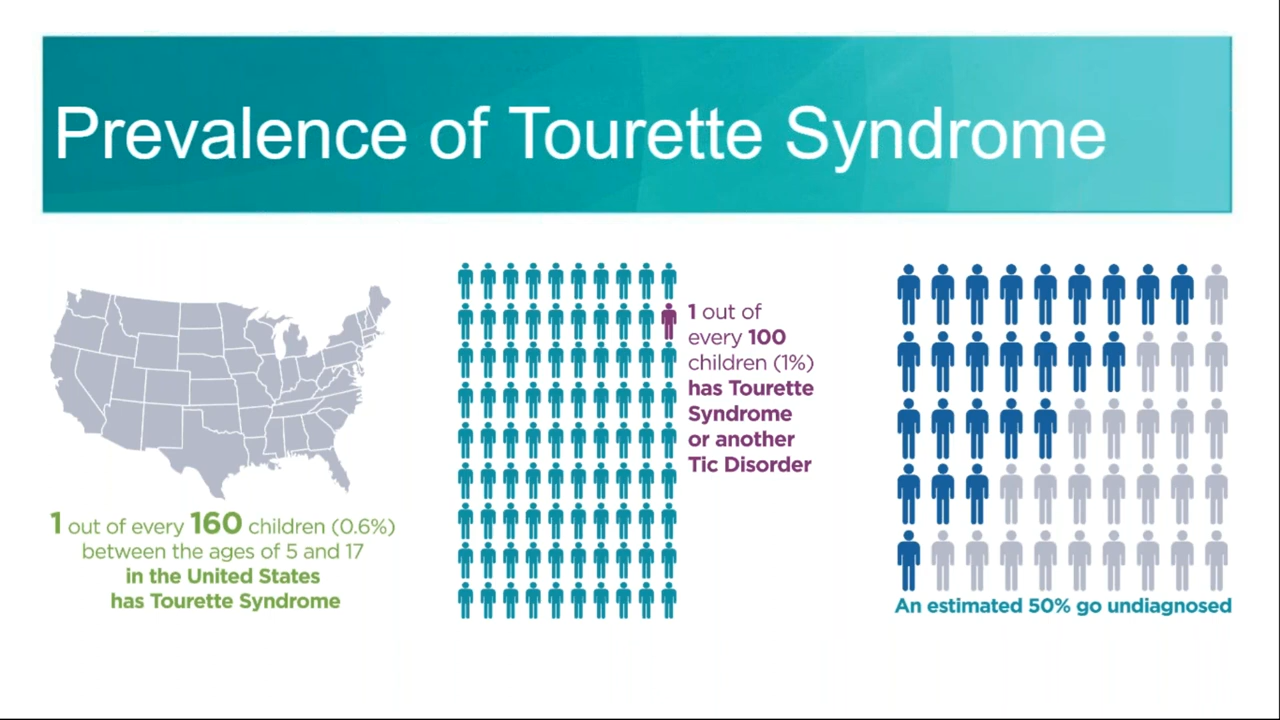 Prevalence of Tourette Syndrome
1 out of every 160 children (0.6%)
between the ages of 5 and 17
in the United States
has Tourette Syndrome
1 out of
every 100
children (1%)
has Tourette
Syndrome
or another
Tic Disorder
An estimated 50% go undiagnosed